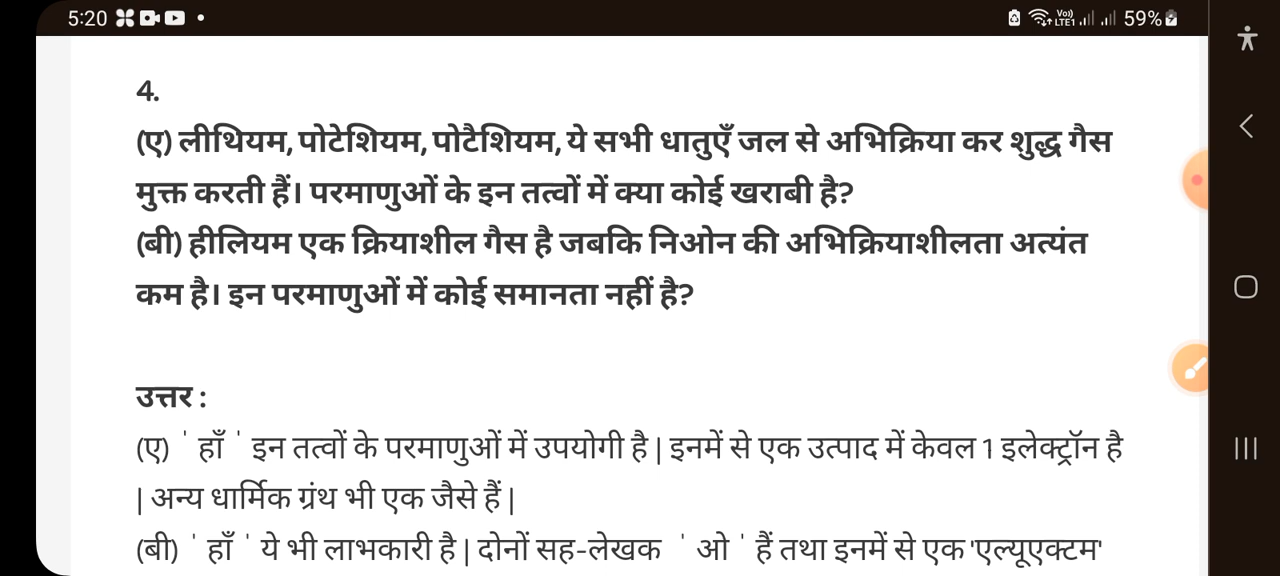 5:20
Vo)) LTE1 59%
4.
(ए) लीथियम, पोटेशियम, पोटैशियम, ये सभी धातुएँ जल से अभिक्रिया कर शुद्ध गैस
मुक्त करती हैं। परमाणुओं के इन तत्वों में क्या कोई खराबी है?
(बी) हीलियम एक क्रियाशील गैस है जबकि निओन की अभिक्रियाशीलता अत्यंत
कम है। इन परमाणुओं में कोई समानता नहीं है?
उत्तर :
(ए) ' हाँ ' इन तत्वों के परमाणुओं में उपयोगी है | इनमें से एक उत्पाद में केवल 1 इलेक्ट्रॉन है
| अन्य धार्मिक ग्रंथ भी एक जैसे हैं |
(बी) ' हाँ ' ये भी लाभकारी है | दोनों सह-लेखक ' ओ ' हैं तथा इनमें से एक 'एल्यूएक्टम'